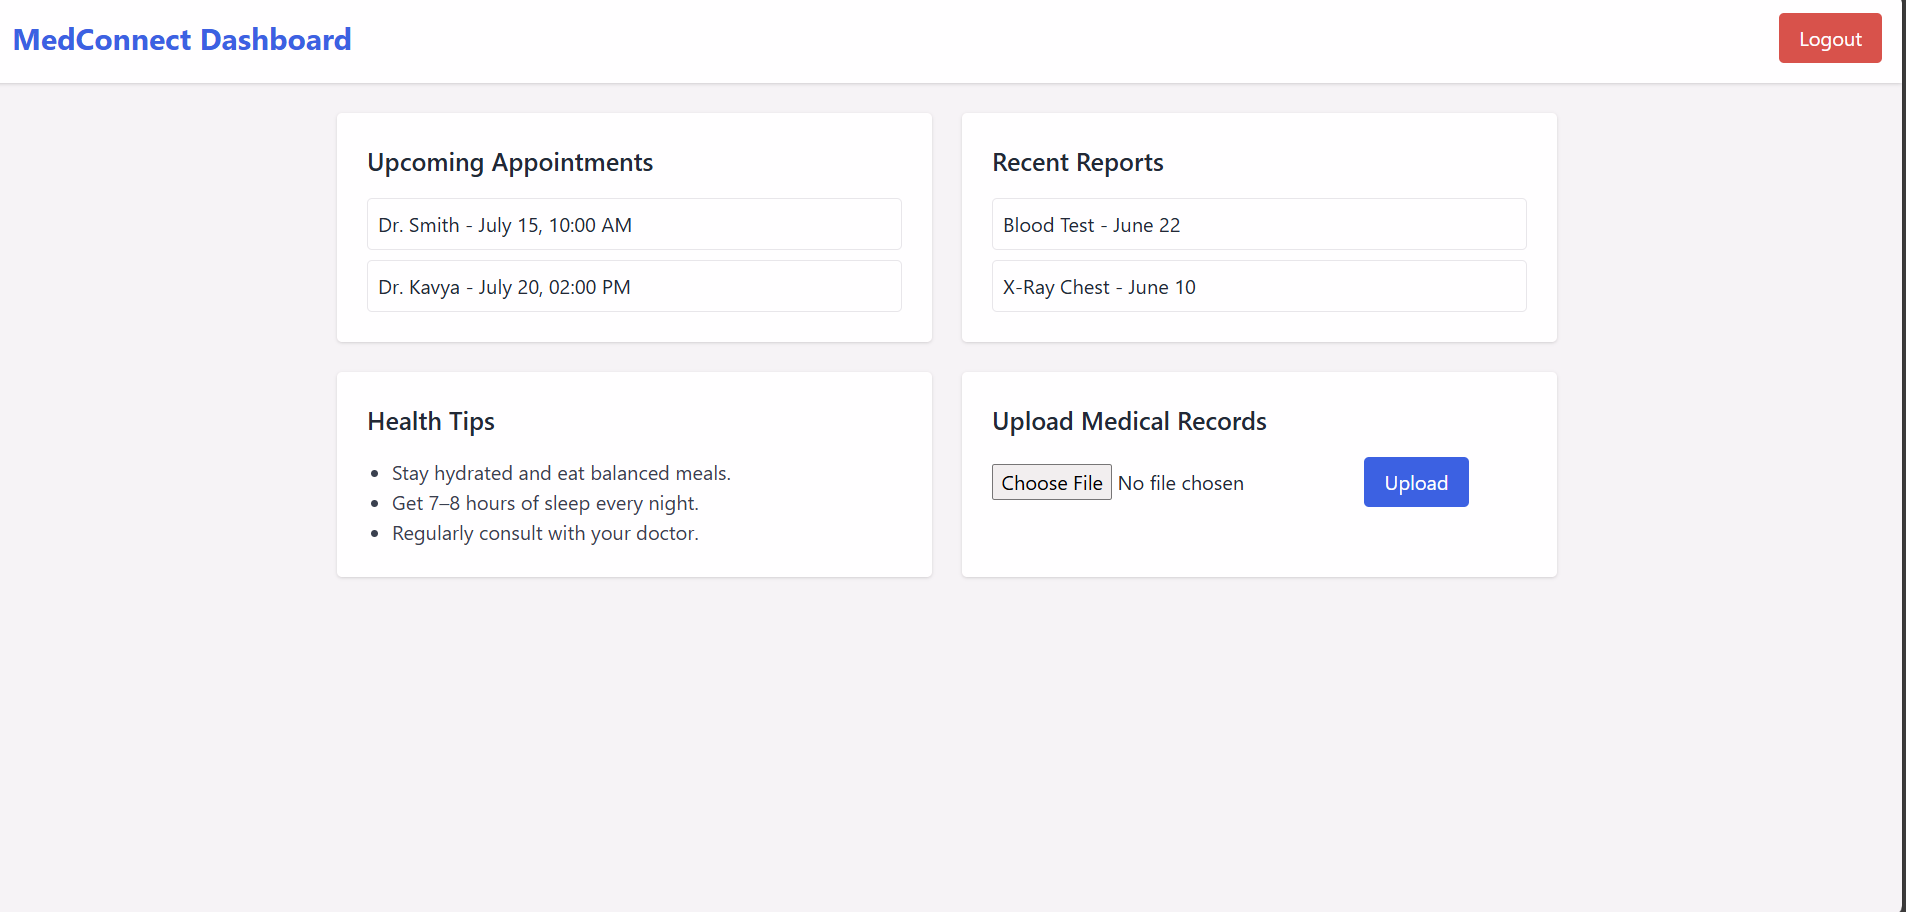 MedConnect Dashboard
Logout
Upcoming Appointments
Dr. Smith - July 15, 10:00 AM
Dr. Kavya - July 20, 02:00 PM
Recent Reports
Blood Test - June 22
X-Ray Chest - June 10
Health Tips
• Stay hydrated and eat balanced meals.
• Get 7–8 hours of sleep every night.
• Regularly consult with your doctor.
Upload Medical Records
Choose File No file chosen
Upload